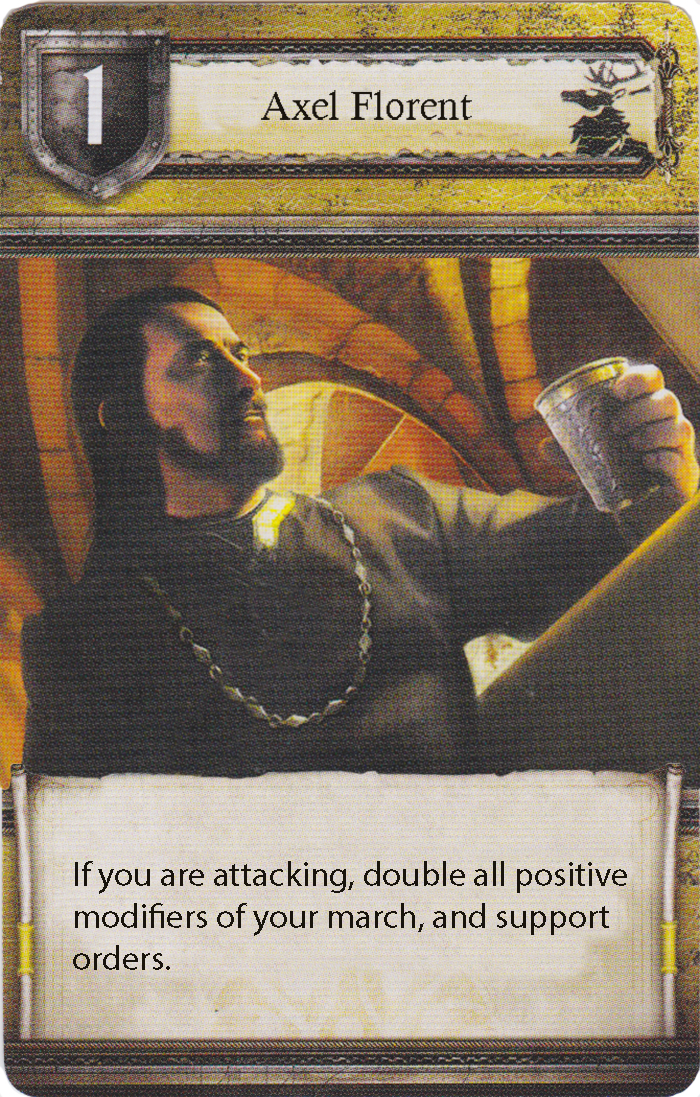 1
Axel Florent
If you are attacking, double all positive
modifiers of your march, and support
orders.